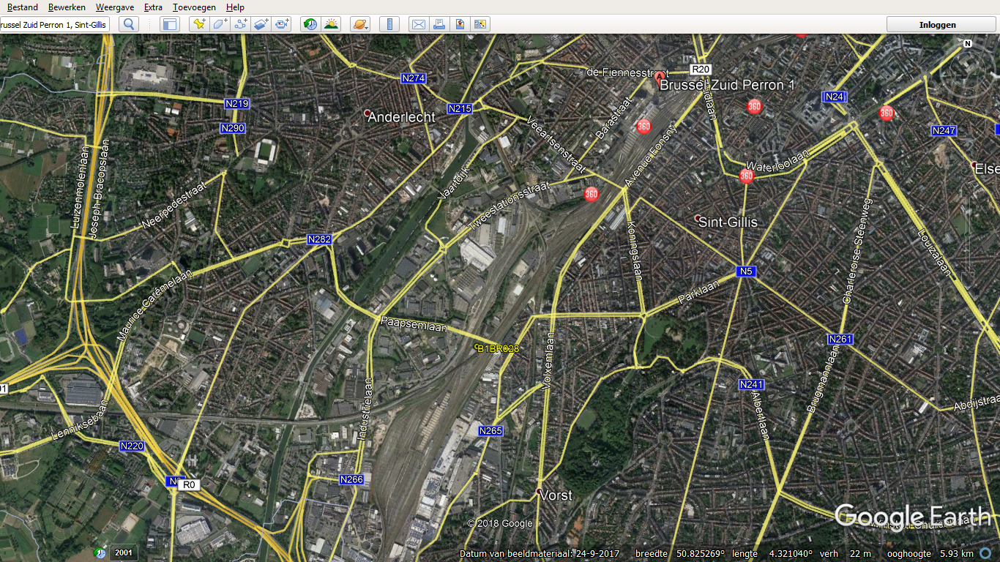 Bestand Bewerken Weergave Extra Toevoegen Help
russel Zuid Perron 1, Sint-Gillis
Inloggen
N
de Fiennesstraat
R20
A
Brussel Zuid Perron 1
N274
N219
N215
N24
360
360
360
N290
Anderlecht
Barastraat
Veeartsenstraat
N247
Luizenmolenlaan
Joseph Bracopslaan
Avenue Fonsny
Waterloolaan
360
Else
Neerpedestraat
Vaartdijk
Tweestationsstraat
360
Sint-Gillis
N282
Koningslaan
Charleroise Steenweg
Louizalaan
N5
Maurice Carêmelaan
Parklaan
Paapsemlaan
B1BR028
N261
Volxemlaan
01
N241
Industrielaan
Albertlaan
Brugmannlaan
Abdijstraa
Lenniksebaan
N265
N220
R0
N266
Vorst
Google Earth
© 2018 Google
2001
Datum van beeldmateriaal: 24-9-2017 breedte 50.825269° lengte 4.321040° verh 22 m ooghoogte 5.93 km